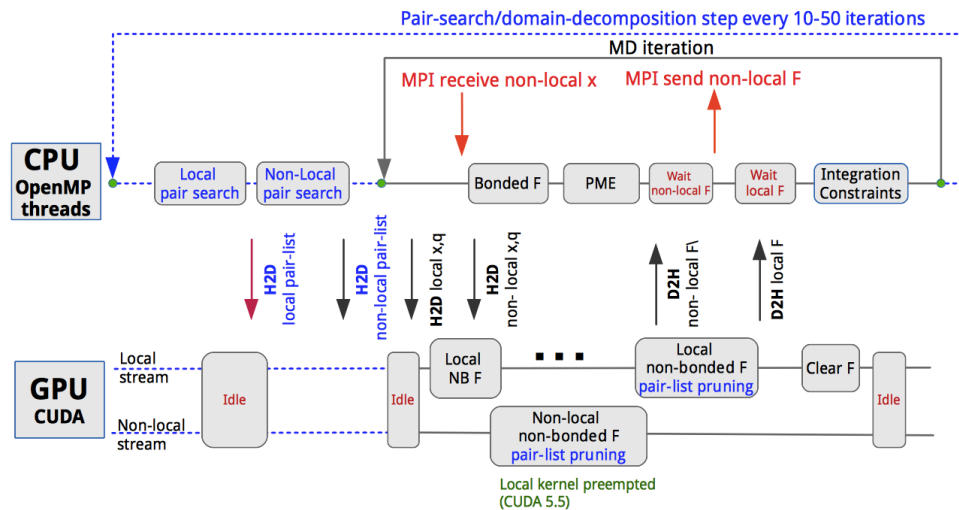 Pair-search/domain-decomposition step every 10-50 iterations
MD iteration
MPI receive non-local x
MPI send non-local F
CPU
OpenMP
threads
Local
pair search
Non-Local
pair search
Bonded F
PME
Wait
non-local F
Wait
local F
Integration
Constraints
H2D
local pair-list
H2D
non-local pair-list
H2D local x,q
H2D
non- local x,q
D2H
non- local F\
D2H local F
GPU
CUDA
Local
stream
Non-local
stream
Idle
Idle
Local
NB F
Local
non-bonded F
pair-list pruning
Clear F
Idle
Non-local
non-bonded F
pair-list pruning
Local kernel preempted
(CUDA 5.5)